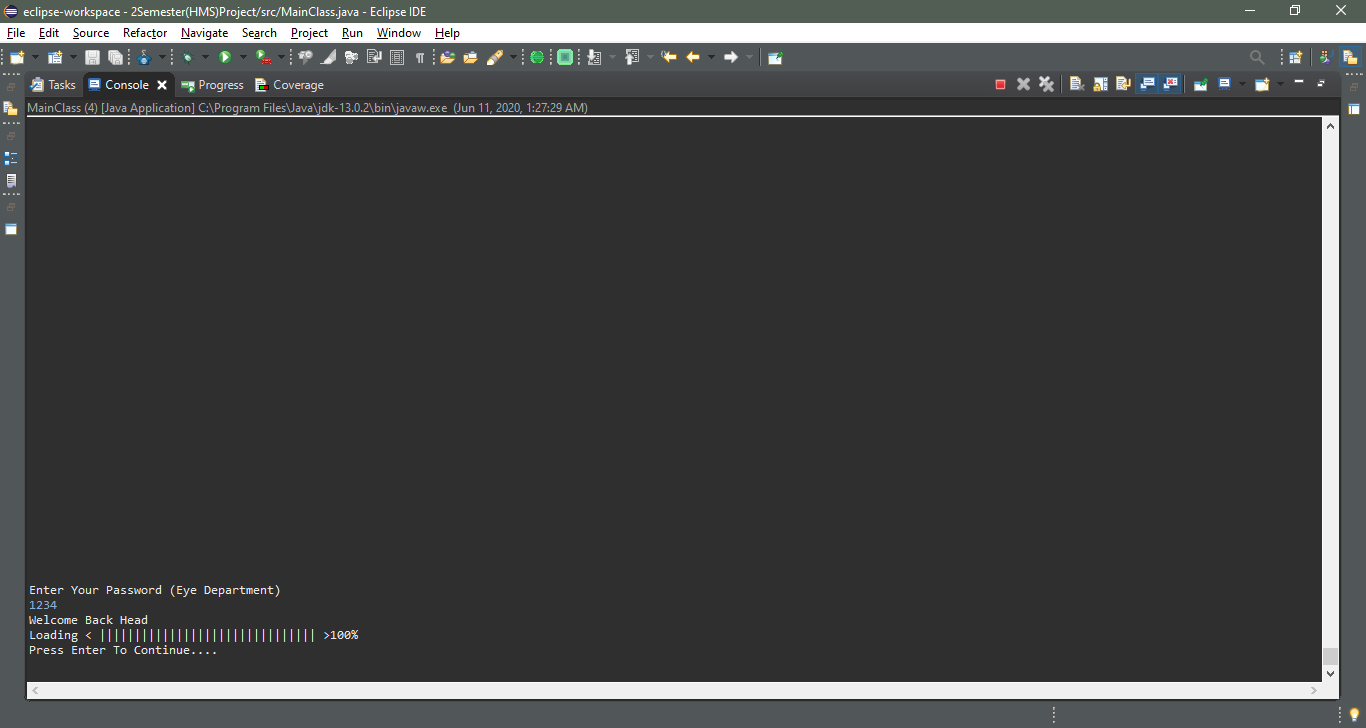 eclipse-workspace - 2Semester(HMS)Project/src/MainClass.java - Eclipse IDE
File Edit Source Refactor Navigate Search Project Run Window Help
Tasks Console Progress Coverage
MainClass (4) [Java Application] C:\Program Files\Java\jdk-13.0.2\bin\javaw.exe (Jun 11, 2020, 1:27:29 AM)
Enter Your Password (Eye Department)
1234
Welcome Back Head
Loading < ||||||||||||||||||||||||||||||| >100%
Press Enter To Continue....